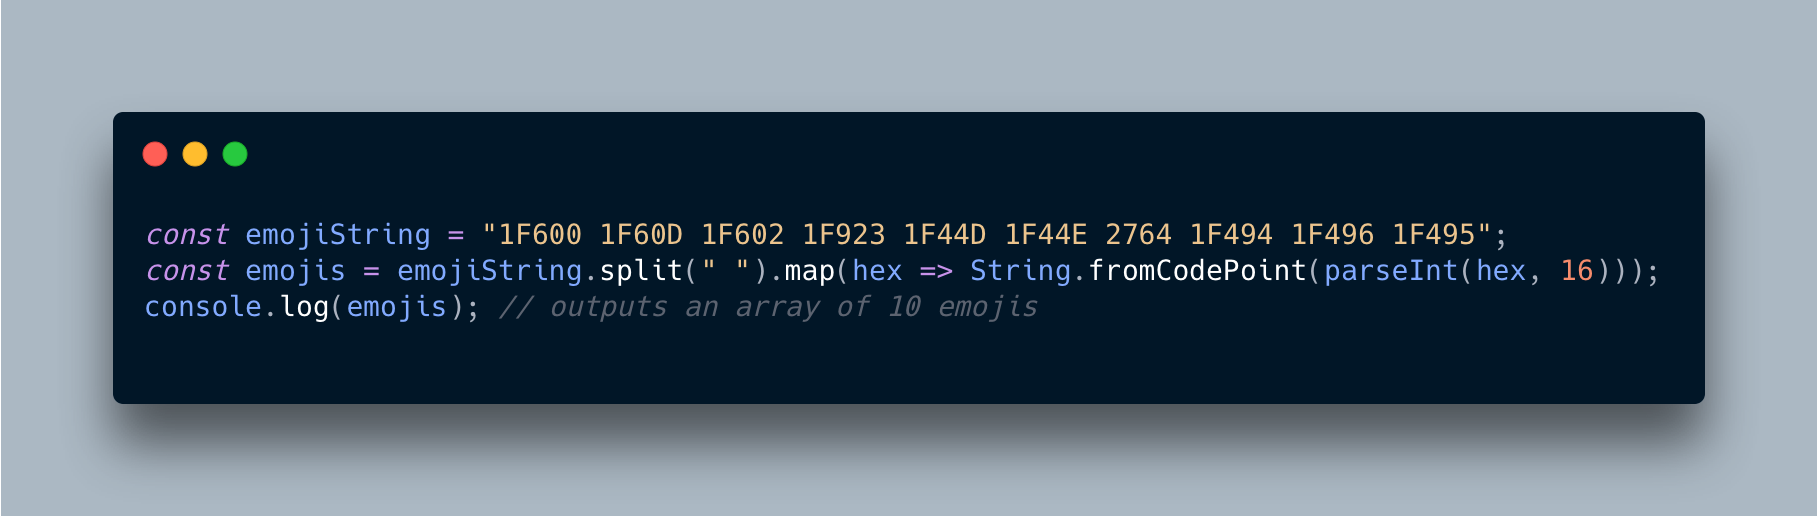 const emojiString = "1F600 1F60D 1F602 1F923 1F44D 1F44E 2764 1F494 1F496 1F495";
const emojis = emojiString.split(" ").map(hex => String.fromCodePoint(parseInt(hex, 16)));
console.log(emojis); // outputs an array of 10 emojis